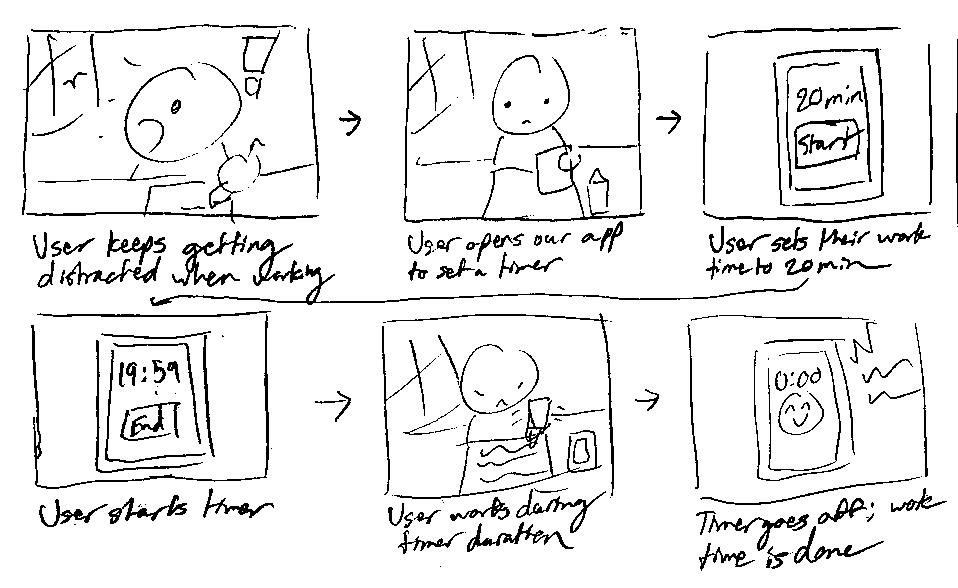 20min
Start
User keeps getting
distracted when working
User opens our app
to set a timer
User sets their work
time to 20min
19:59
End
User starts timer
User works during
timer duration
0:00
Timer goes off; work
time is done